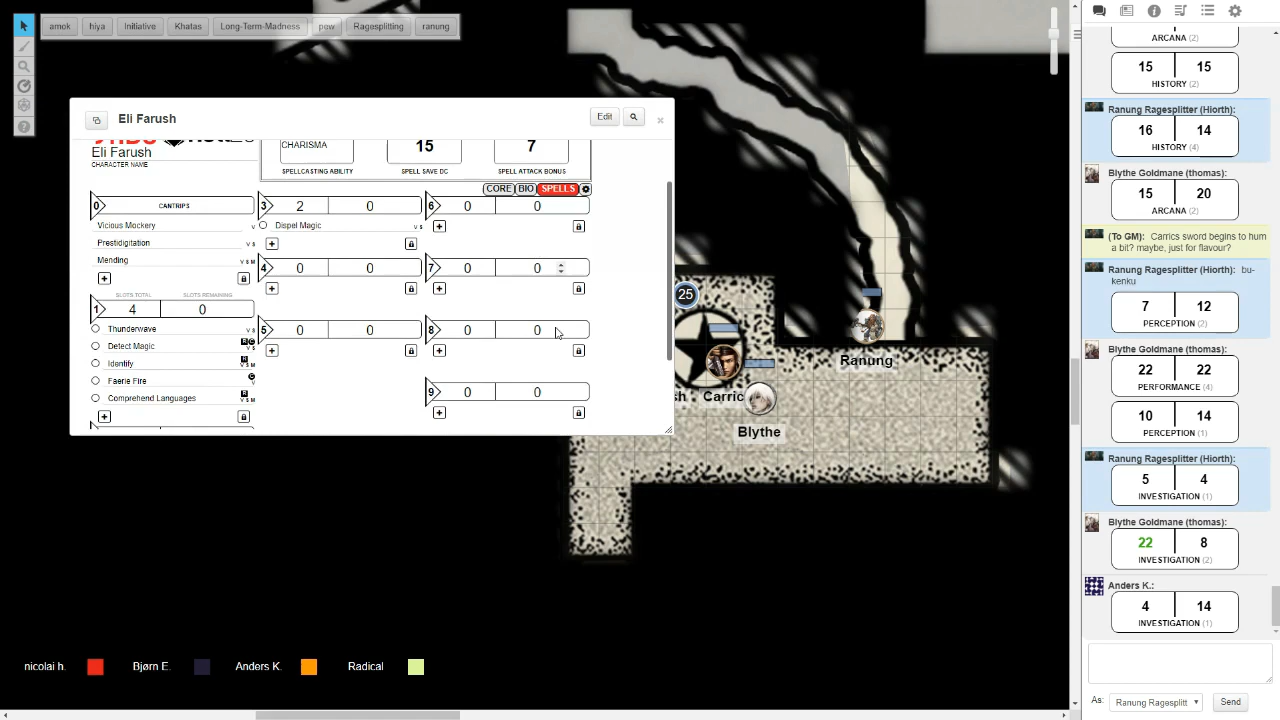 amok hiya Initiative Khatas Long-Term-Madness pew Ragesplitting ranung
Eli Farush
Edit
Eli Farush
CHARACTER NAME
CHARISMA 15 7
SPELLCASTING ABILITY SPELL SAVE DC SPELL ATTACK BONUS
CORE BIO SPELLS
0 CANTRIPS
Vicious Mockery V
Prestidigitation V S
Mending V S M
+
SLOTS TOTAL SLOTS REMAINING
1 4 0
Thunderwave V S
Detect Magic R C V S
Identify R V S M
Faerie Fire C V
Comprehend Languages R V S M
+
3 2 0
Dispel Magic V S
+
4 0 0
+
5 0 0
+
6 0 0
+
7 0 0
+
8 0 0
+
9 0 0
+
25
Ranung
sh Carric
Blythe
nicolai h. Bjørn E. Anders K. Radical
ARCANA (2)
15 15
HISTORY (2)
Ranung Ragesplitter (Hiorth):
16 14
HISTORY (4)
Blythe Goldmane (thomas):
15 20
ARCANA (2)
(To GM): Carrics sword begins to hum
a bit? maybe, just for flavour?
Ranung Ragesplitter (Hiorth): bu-
kenku
7 12
PERCEPTION (2)
Blythe Goldmane (thomas):
22 22
PERFORMANCE (4)
10 14
PERCEPTION (1)
Ranung Ragesplitter (Hiorth):
5 4
INVESTIGATION (1)
Blythe Goldmane (thomas):
22 8
INVESTIGATION (2)
Anders K.:
4 14
INVESTIGATION (1)
As: Ranung Ragesplitt Send